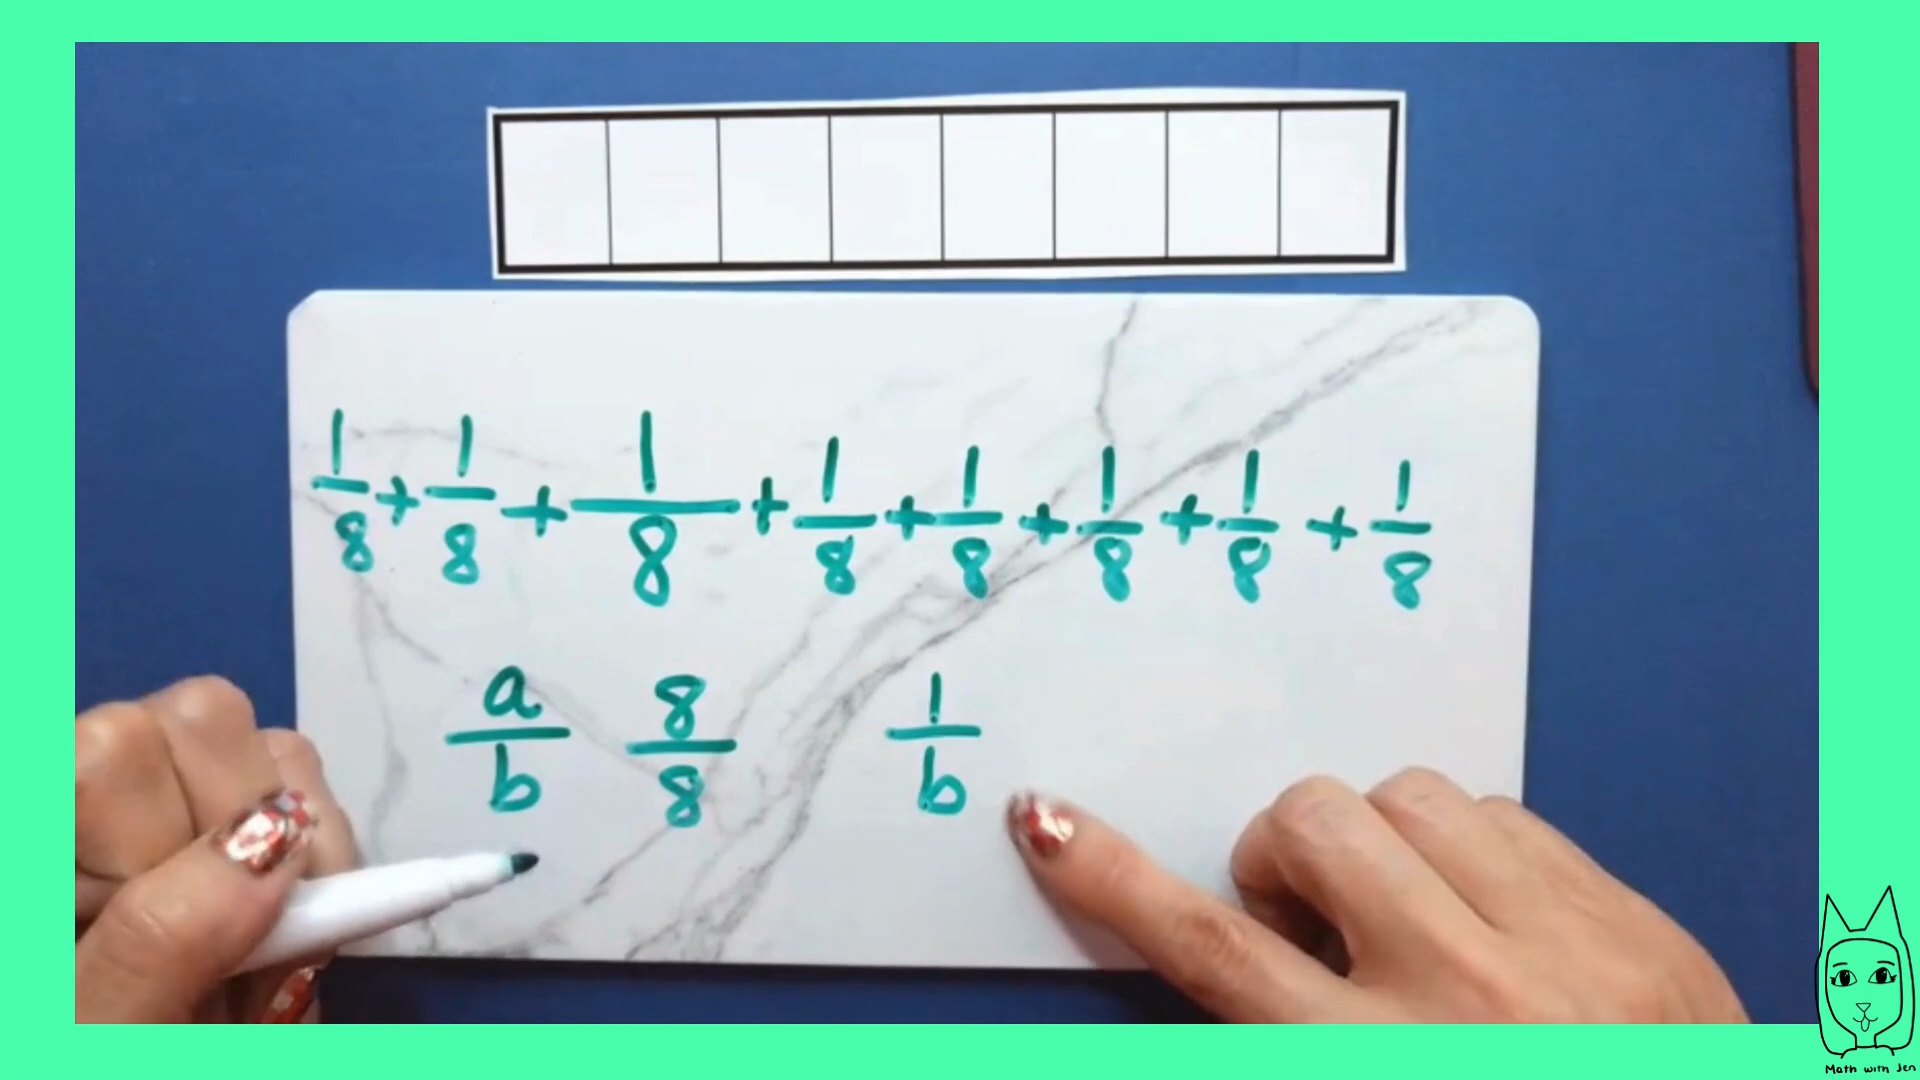 1/8 + 1/8 + 1/8 + 1/8 + 1/8 + 1/8 + 1/8 + 1/8
a/b 8/8 1/b
Math with Jen